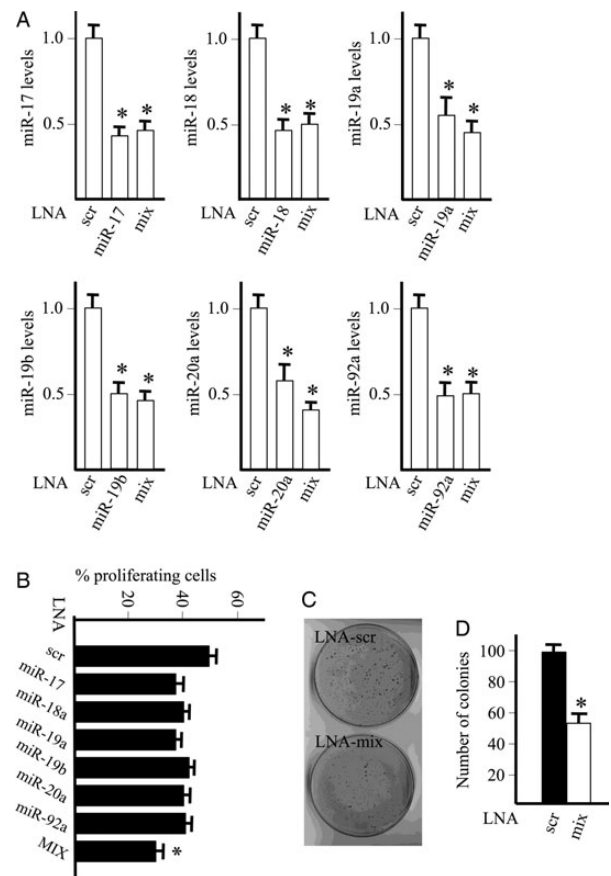 A
miR-17 levels
1.0
0.5
*
*
LNA
scr
miR-17
mix
miR-18 levels
1.0
0.5
*
*
scr
miR-18
mix
miR-19a levels
1.0
0.5
*
*
scr
miR-19a
mix
miR-19b levels
1.0
0.5
*
*
LNA
scr
miR-19b
mix
miR-20a levels
1.0
0.5
*
*
LNA
scr
miR-20a
mix
miR-92a levels
1.0
0.5
*
*
LNA
scr
miR-92a
mix
B
% proliferating cells
LNA
20
40
60
scr
miR-17
miR-18a
miR-19a
miR-19b
miR-20a
miR-92a
MIX
*
C
LNA-scr
LNA-mix
D
Number of colonies
100
80
60
40
20
*
LNA
scr
mix